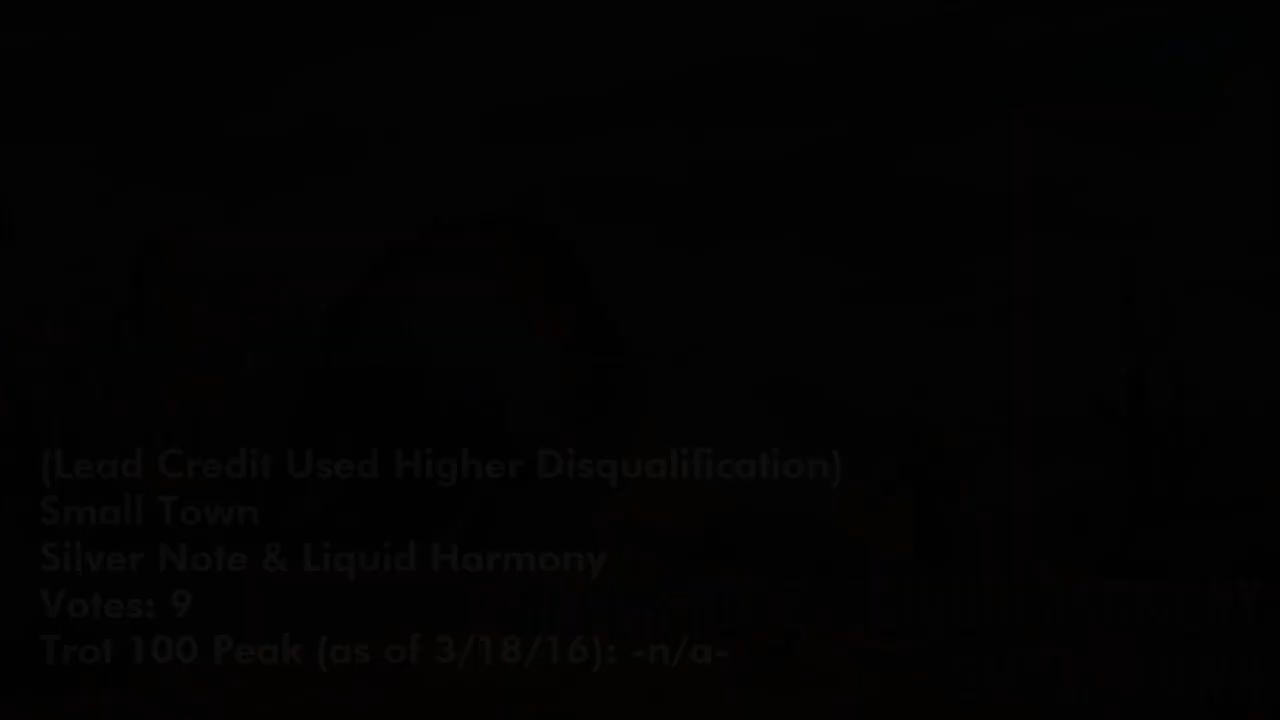 (Lead Credit Used Higher Disqualification)
Small Town
Silver Note & Liquid Harmony
Votes: 9
Trot 100 Peak (as of 3/18/16): -n/a-